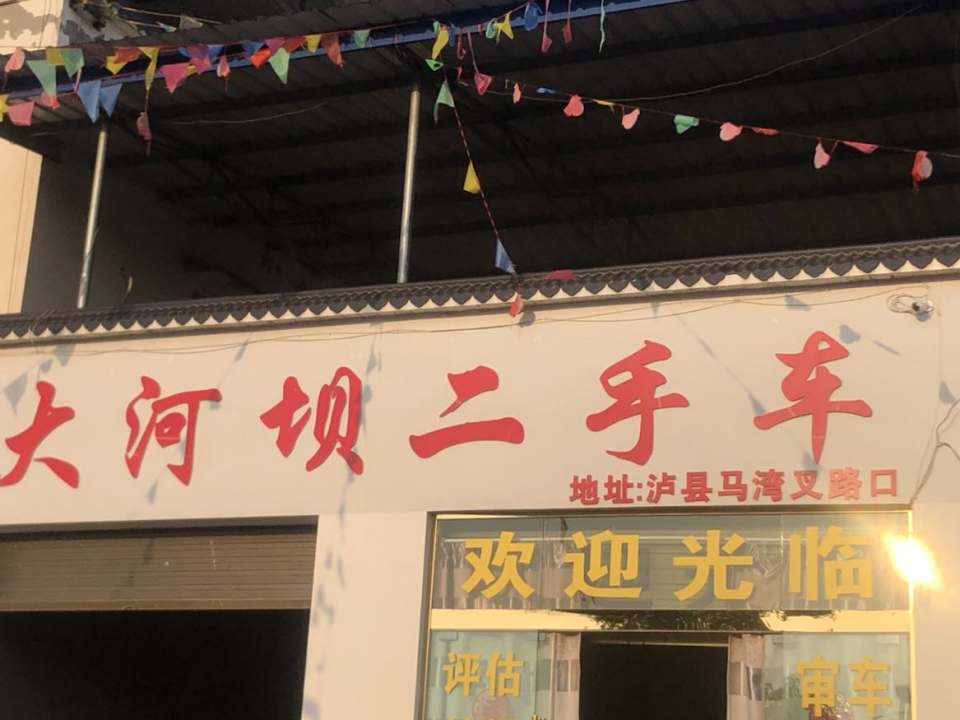 大河坝二手车
地址:泸县马湾叉路口
欢迎光临
评估
审车